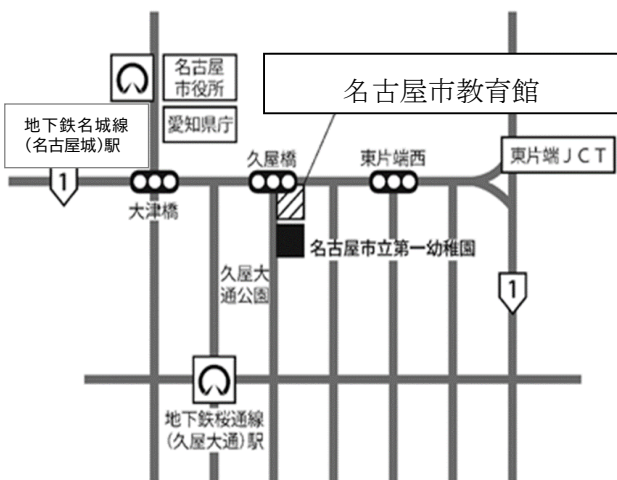 名古屋
市役所
名古屋市教育館
愛知県庁
地下鉄名城線
（名古屋城）駅
久屋橋
東片端西
東片端ＪＣＴ
1
大津橋
名古屋市立第一幼稚園
久屋大
通公園
1
地下鉄桜通線
（久屋大通）駅